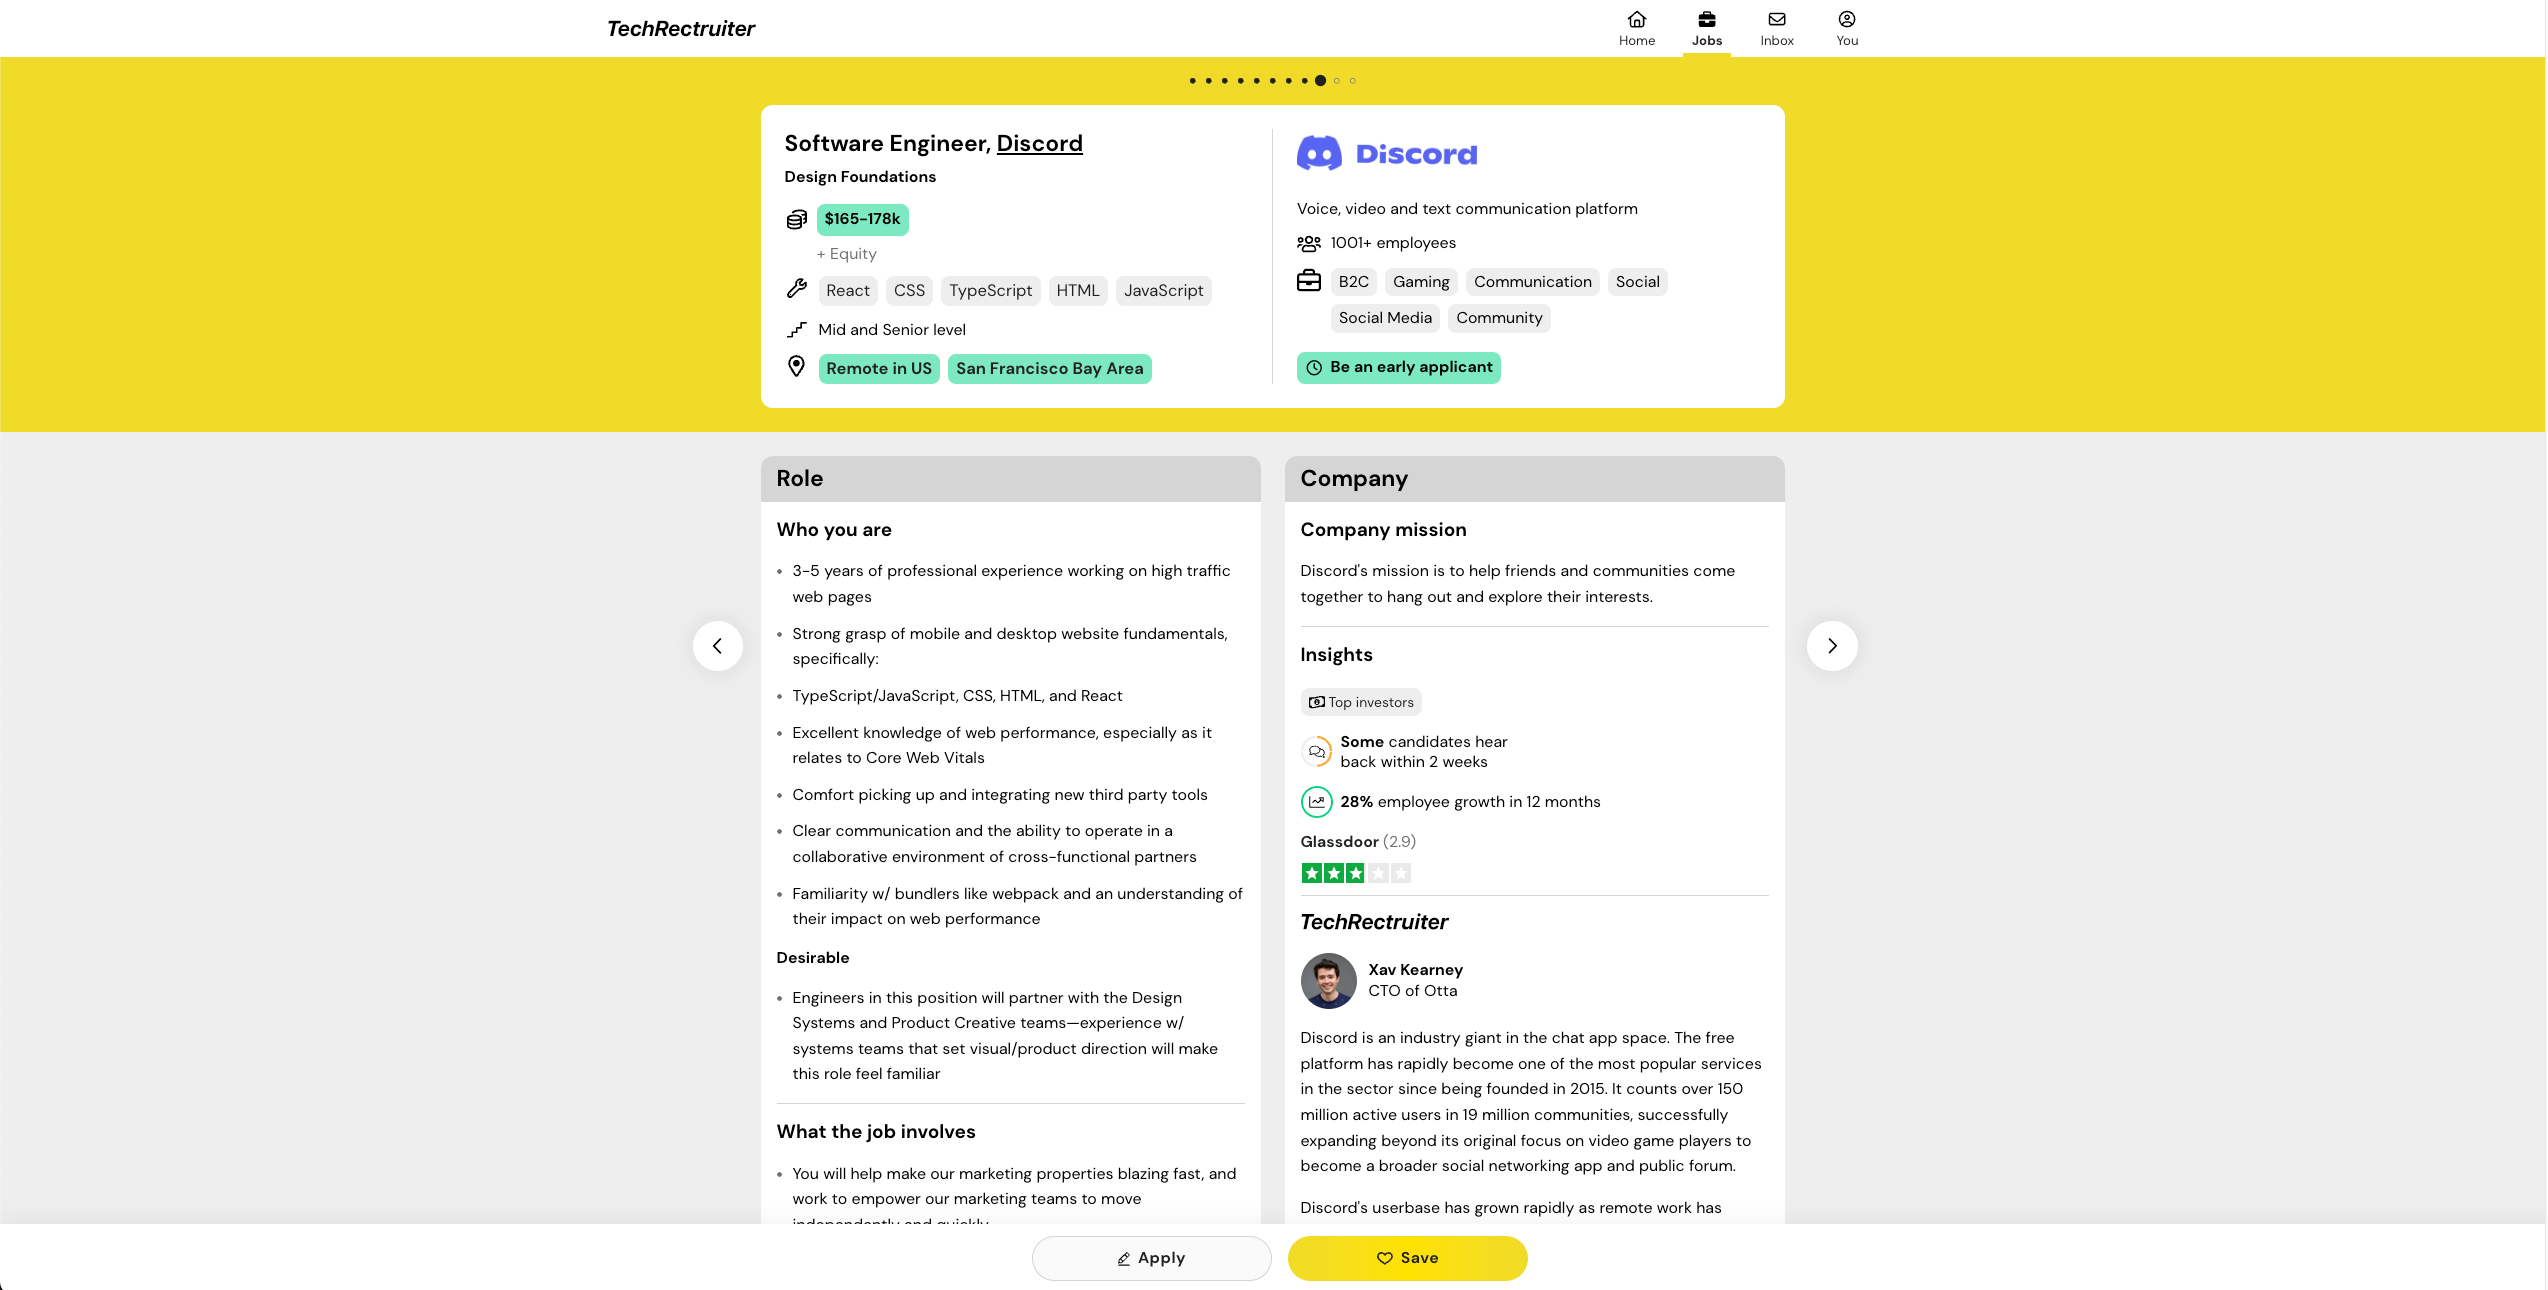 TechRectruiter
Home
Jobs
Inbox
You
Software Engineer, Discord
Design Foundations
$165-178k
+ Equity
React CSS TypeScript HTML JavaScript
Mid and Senior level
Remote in US San Francisco Bay Area
Discord
Voice, video and text communication platform
1001+ employees
B2C Gaming Communication Social
Social Media Community
Be an early applicant
Role
Who you are
3-5 years of professional experience working on high traffic
web pages
Strong grasp of mobile and desktop website fundamentals,
specifically:
TypeScript/JavaScript, CSS, HTML, and React
Excellent knowledge of web performance, especially as it
relates to Core Web Vitals
Comfort picking up and integrating new third party tools
Clear communication and the ability to operate in a
collaborative environment of cross-functional partners
Familiarity w/ bundlers like webpack and an understanding of
their impact on web performance
Desirable
Engineers in this position will partner with the Design
Systems and Product Creative teams—experience w/
systems teams that set visual/product direction will make
this role feel familiar
What the job involves
You will help make our marketing properties blazing fast, and
work to empower our marketing teams to move
independently and quickly
Company
Company mission
Discord's mission is to help friends and communities come
together to hang out and explore their interests.
Insights
Top investors
Some candidates hear
back within 2 weeks
28% employee growth in 12 months
Glassdoor (2.9)
TechRectruiter
Xav Kearney
CTO of Otta
Discord is an industry giant in the chat app space. The free
platform has rapidly become one of the most popular services
in the sector since being founded in 2015. It counts over 150
million active users in 19 million communities, successfully
expanding beyond its original focus on video game players to
become a broader social networking app and public forum.
Discord's userbase has grown rapidly as remote work has
Apply
Save